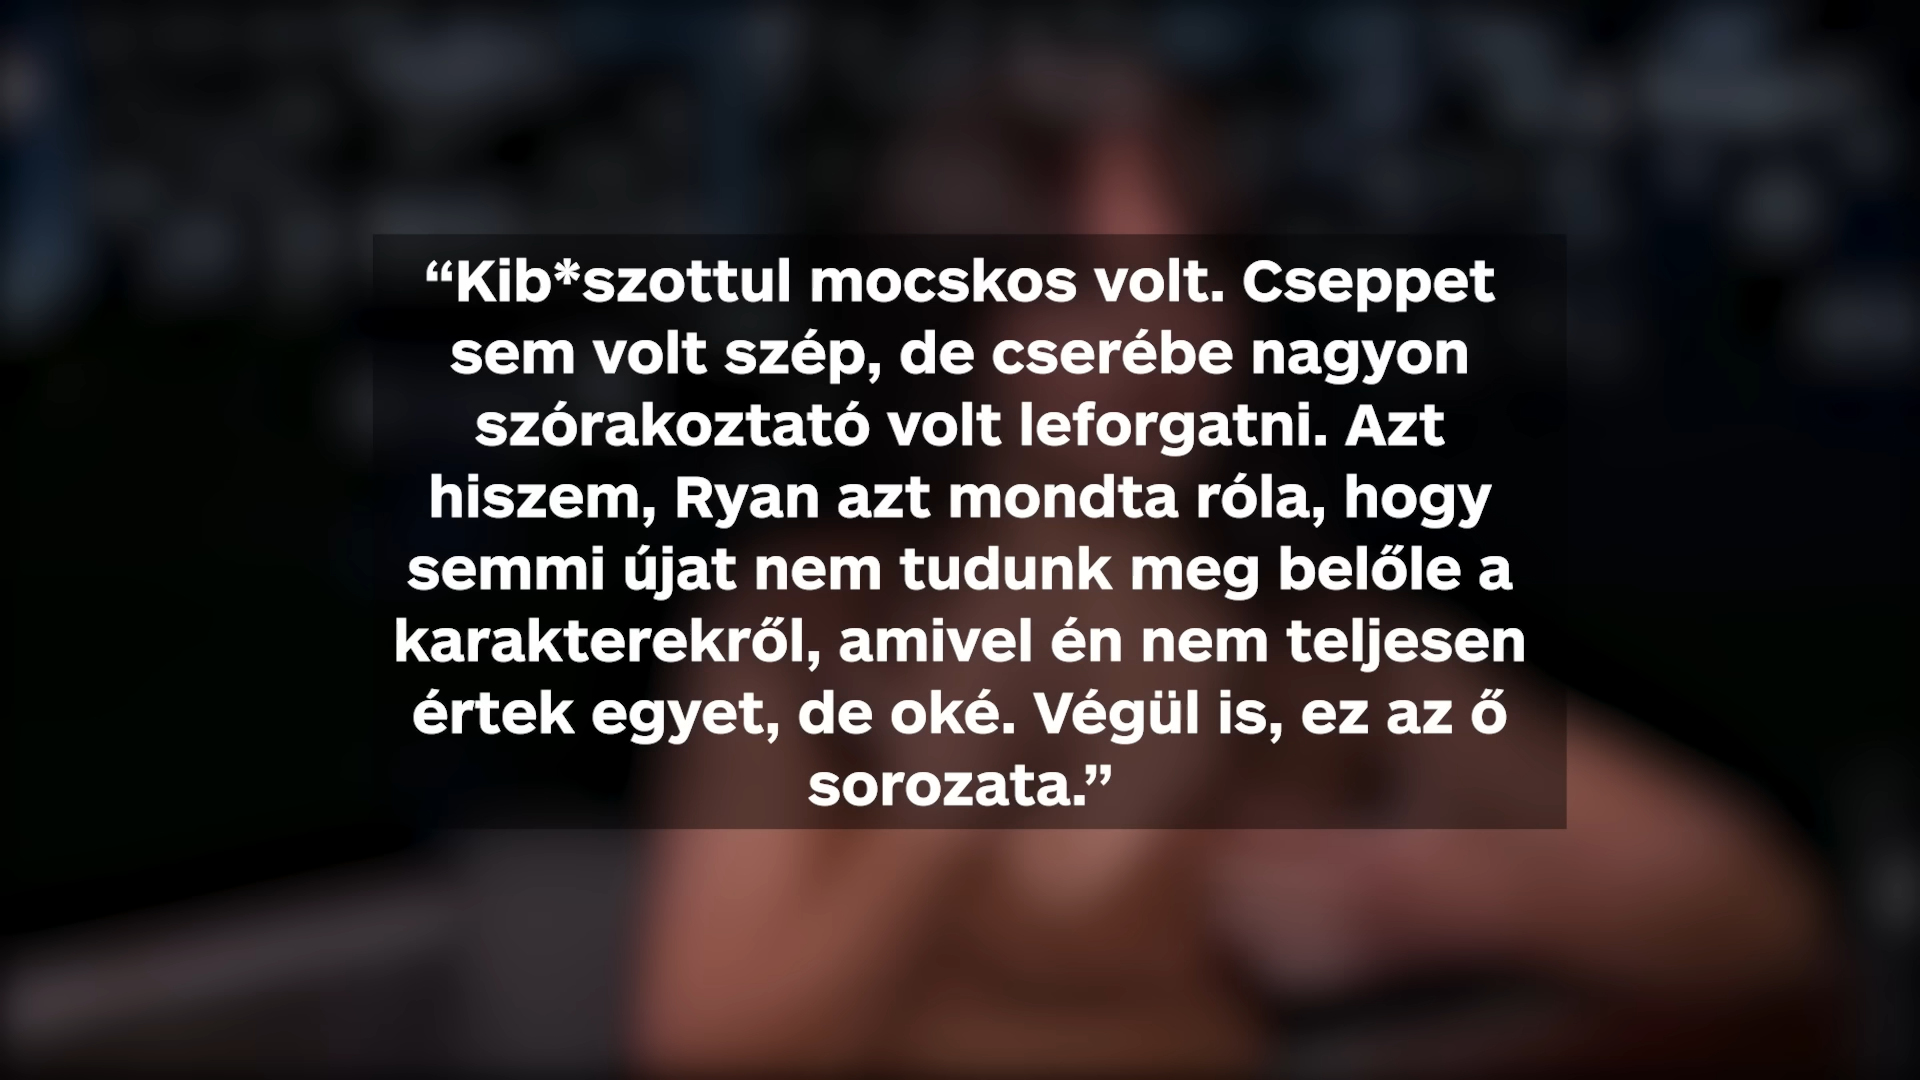 “Kib*szottul mocskos volt. Cseppet
sem volt szép, de cserébe nagyon
szórakoztató volt leforgatni. Azt
hiszem, Ryan azt mondta róla, hogy
semmi újat nem tudunk meg belőle a
karakterekről, amivel én nem teljesen
értek egyet, de oké. Végül is, ez az ő
sorozata.”